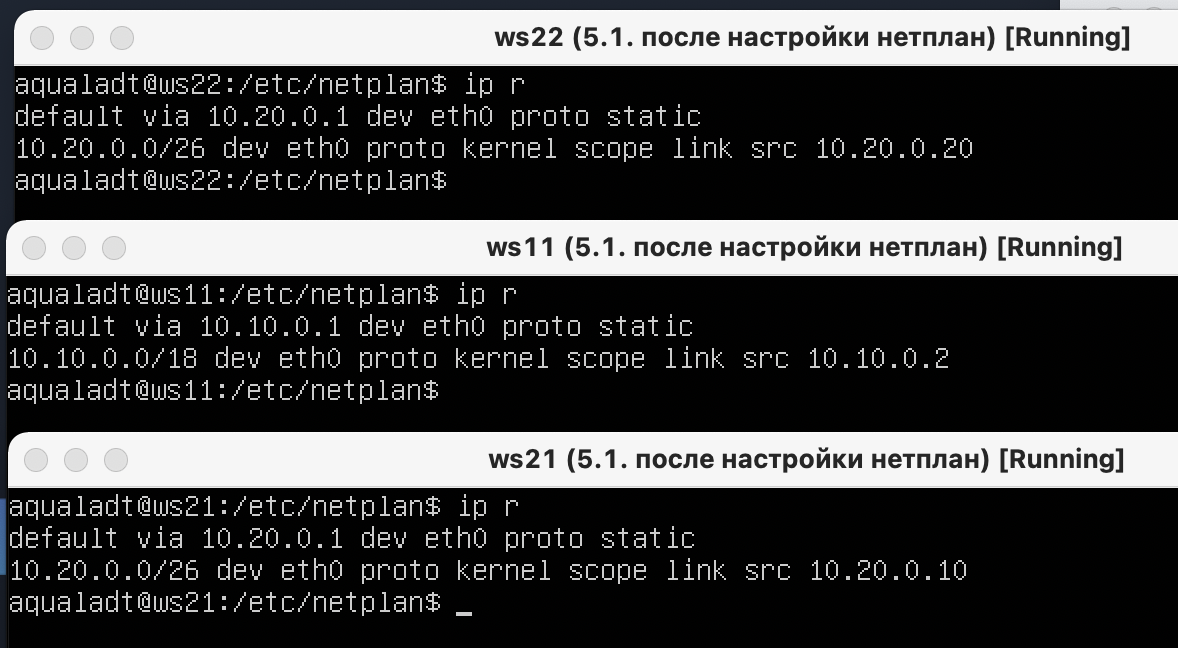 ws22 (5.1. после настройки нетплан) [Running]
aqualadt@ws22:/etc/netplan$ ip r
default via 10.20.0.1 dev eth0 proto static
10.20.0.0/26 dev eth0 proto kernel scope link src 10.20.0.20
aqualadt@ws22:/etc/netplan$
ws11 (5.1. после настройки нетплан) [Running]
aqualadt@ws11:/etc/netplan$ ip r
default via 10.10.0.1 dev eth0 proto static
10.10.0.0/18 dev eth0 proto kernel scope link src 10.10.0.2
aqualadt@ws11:/etc/netplan$
ws21 (5.1. после настройки нетплан) [Running]
aqualadt@ws21:/etc/netplan$ ip r
default via 10.20.0.1 dev eth0 proto static
10.20.0.0/26 dev eth0 proto kernel scope link src 10.20.0.10
aqualadt@ws21:/etc/netplan$ _